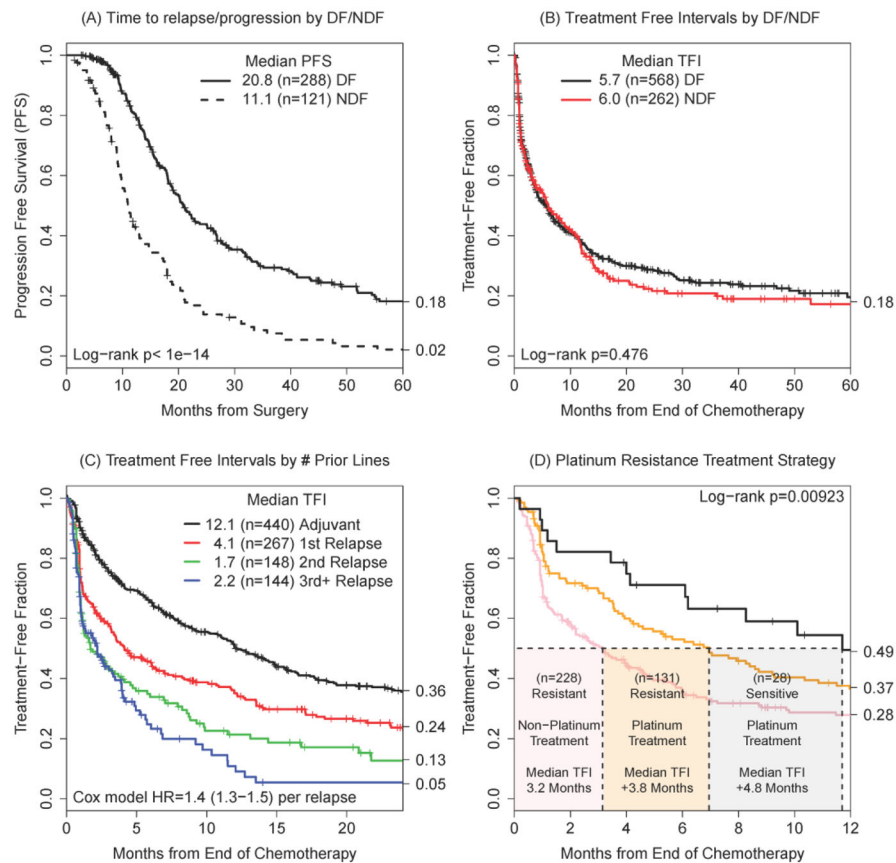 (A) Time to relapse/progression by DF/NDF
Median PFS
20.8 (n=288) DF
11.1 (n=121) NDF
Progression Free Survival (PFS)
1.0
0.8
0.6
0.4
0.2
0.0
0.18
0.02
Log−rank p< 1e−14
0 10 20 30 40 50 60
Months from Surgery
(B) Treatment Free Intervals by DF/NDF
Median TFI
5.7 (n=568) DF
6.0 (n=262) NDF
Treatment−Free Fraction
1.0
0.8
0.6
0.4
0.2
0.0
0.18
Log−rank p=0.476
0 10 20 30 40 50 60
Months from End of Chemotherapy
(C) Treatment Free Intervals by # Prior Lines
Median TFI
12.1 (n=440) Adjuvant
4.1 (n=267) 1st Relapse
1.7 (n=148) 2nd Relapse
2.2 (n=144) 3rd+ Relapse
Treatment−Free Fraction
1.0
0.8
0.6
0.4
0.2
0.0
0.36
0.24
0.13
0.05
Cox model HR=1.4 (1.3−1.5) per relapse
0 5 10 15 20
Months from End of Chemotherapy
(D) Platinum Resistance Treatment Strategy
Log−rank p=0.00923
Treatment−Free Fraction
1.0
0.8
0.6
0.4
0.2
0.0
0.49
0.37
0.28
(n=228)
Resistant
Non−Platinum
Treatment
Median TFI
3.2 Months
(n=131)
Resistant
Platinum
Treatment
Median TFI
+3.8 Months
(n=28)
Sensitive
Platinum
Treatment
Median TFI
+4.8 Months
0 2 4 6 8 10 12
Months from End of Chemotherapy